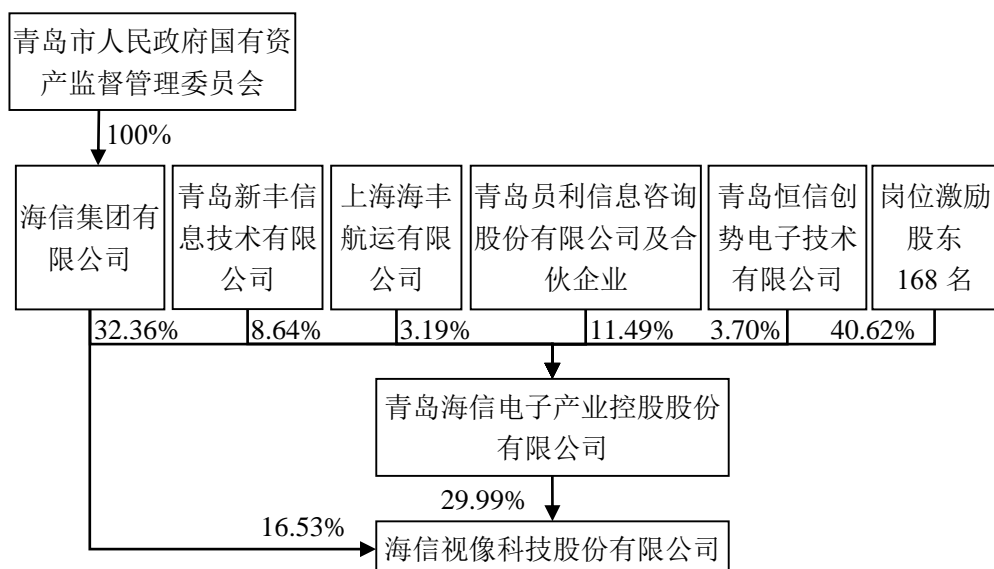 青岛市人民政府国有资
产监督管理委员会
100%
海信集团有
限公司
青岛新丰信
息技术有限
公司
上海海丰
航运有限
公司
青岛员利信息咨询
股份有限公司及合
伙企业
青岛恒信创
势电子技术
有限公司
岗位激励
股东
168 名
32.36%
8.64%
3.19%
11.49%
3.70%
40.62%
青岛海信电子产业控股股份
有限公司
29.99%
16.53%
海信视像科技股份有限公司